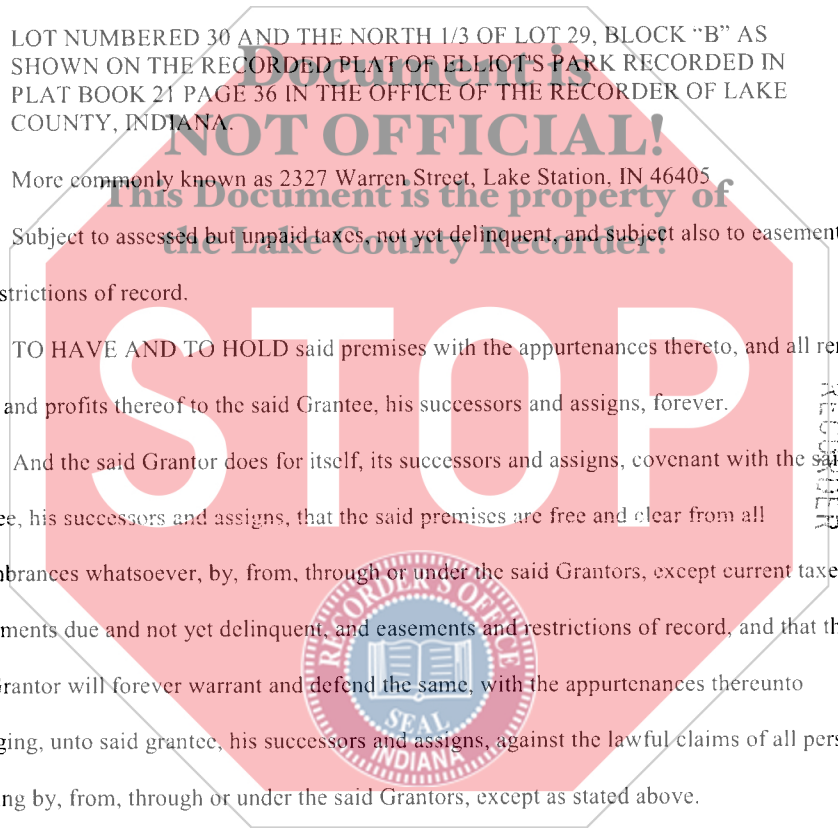 LOT NUMBERED 30 AND THE NORTH 1/3 OF LOT 29, BLOCK “B” AS
SHOWN ON THE RECORDED PLAT OF ELLIOT'S PARK RECORDED IN
PLAT BOOK 21 PAGE 36 IN THE OFFICE OF THE RECORDER OF LAKE
COUNTY, INDIANA.
Document is
NOT OFFICIAL!
This Document is the property of
the Lake County Recorder!
More commonly known as 2327 Warren Street, Lake Station, IN 46405
Subject to assessed but unpaid taxes, not yet delinquent, and subject also to easement
strictions of record.
STOP
TO HAVE AND TO HOLD said premises with the appurtenances thereto, and all re
and profits thereof to the said Grantee, his successors and assigns, forever.
And the said Grantor does for itself, its successors and assigns, covenant with the sai
ee, his successors and assigns, that the said premises are free and clear from all
nbrances whatsoever, by, from, through or under the said Grantors, except current taxe
ments due and not yet delinquent, and easements and restrictions of record, and that th
Grantor will forever warrant and defend the same, with the appurtenances thereunto
ging, unto said grantee, his successors and assigns, against the lawful claims of all pers
ng by, from, through or under the said Grantors, except as stated above.
RECORDER'S OFFICE
SEAL
INDIANA